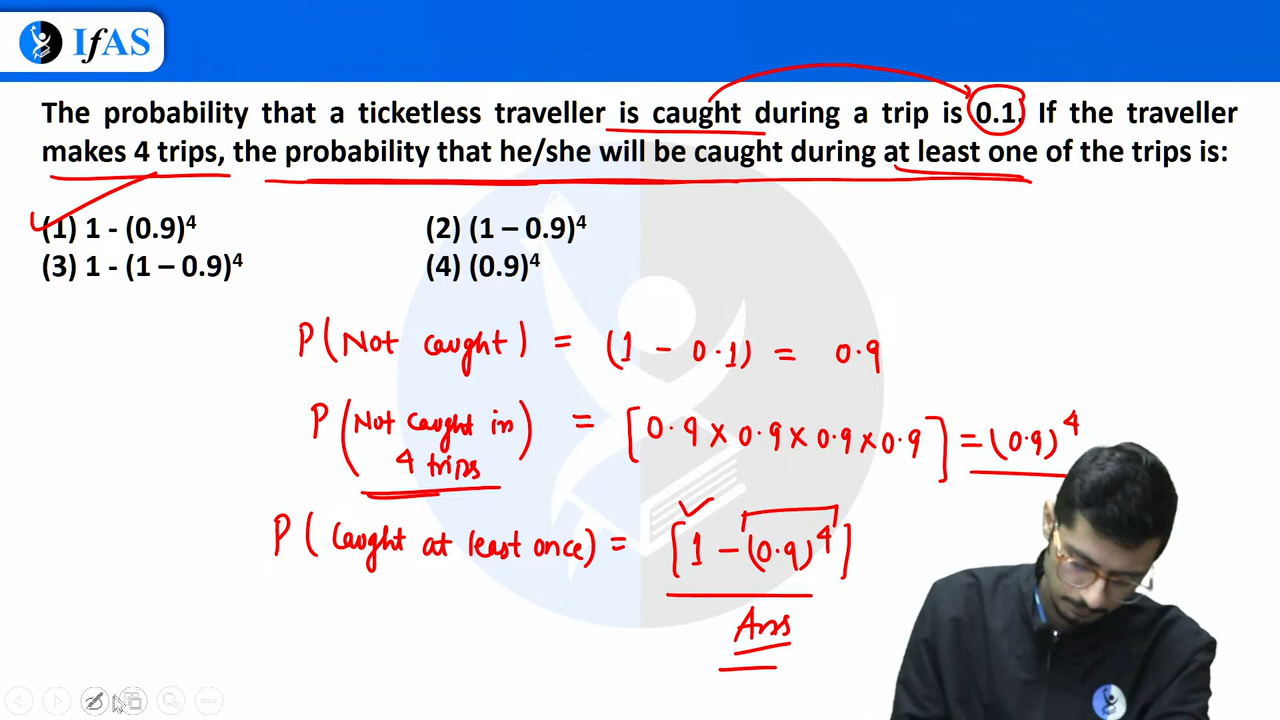 IfAS
The probability that a ticketless traveller is caught during a trip is 0.1. If the traveller
makes 4 trips, the probability that he/she will be caught during at least one of the trips is:
(1) 1 - (0.9)⁴ (2) (1 – 0.9)⁴
(3) 1 - (1 – 0.9)⁴ (4) (0.9)⁴
P(Not caught) = (1 - 0.1) = 0.9
P(Not caught in 4 trips) = [0.9 × 0.9 × 0.9 × 0.9] = (0.9)⁴
P(Caught at least once) = [1 - (0.9)⁴]
Ans